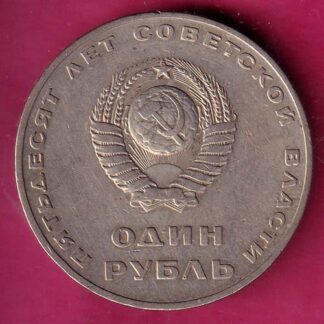 ПЯТЬДЕСЯТ ЛЕТ СОВЕТСКОЙ ВЛАСТИ
ОДИН
РУБЛЬ